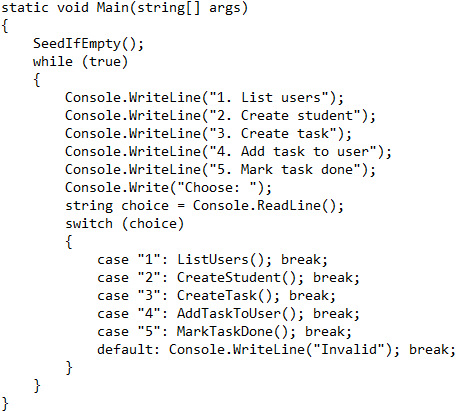 static void Main(string[] args)
{
    SeedIfEmpty();
    while (true)
    {
        Console.WriteLine("1. List users");
        Console.WriteLine("2. Create student");
        Console.WriteLine("3. Create task");
        Console.WriteLine("4. Add task to user");
        Console.WriteLine("5. Mark task done");
        Console.Write("Choose: ");
        string choice = Console.ReadLine();
        switch (choice)
        {
            case "1": ListUsers(); break;
            case "2": CreateStudent(); break;
            case "3": CreateTask(); break;
            case "4": AddTaskToUser(); break;
            case "5": MarkTaskDone(); break;
            default: Console.WriteLine("Invalid"); break;
        }
    }
}